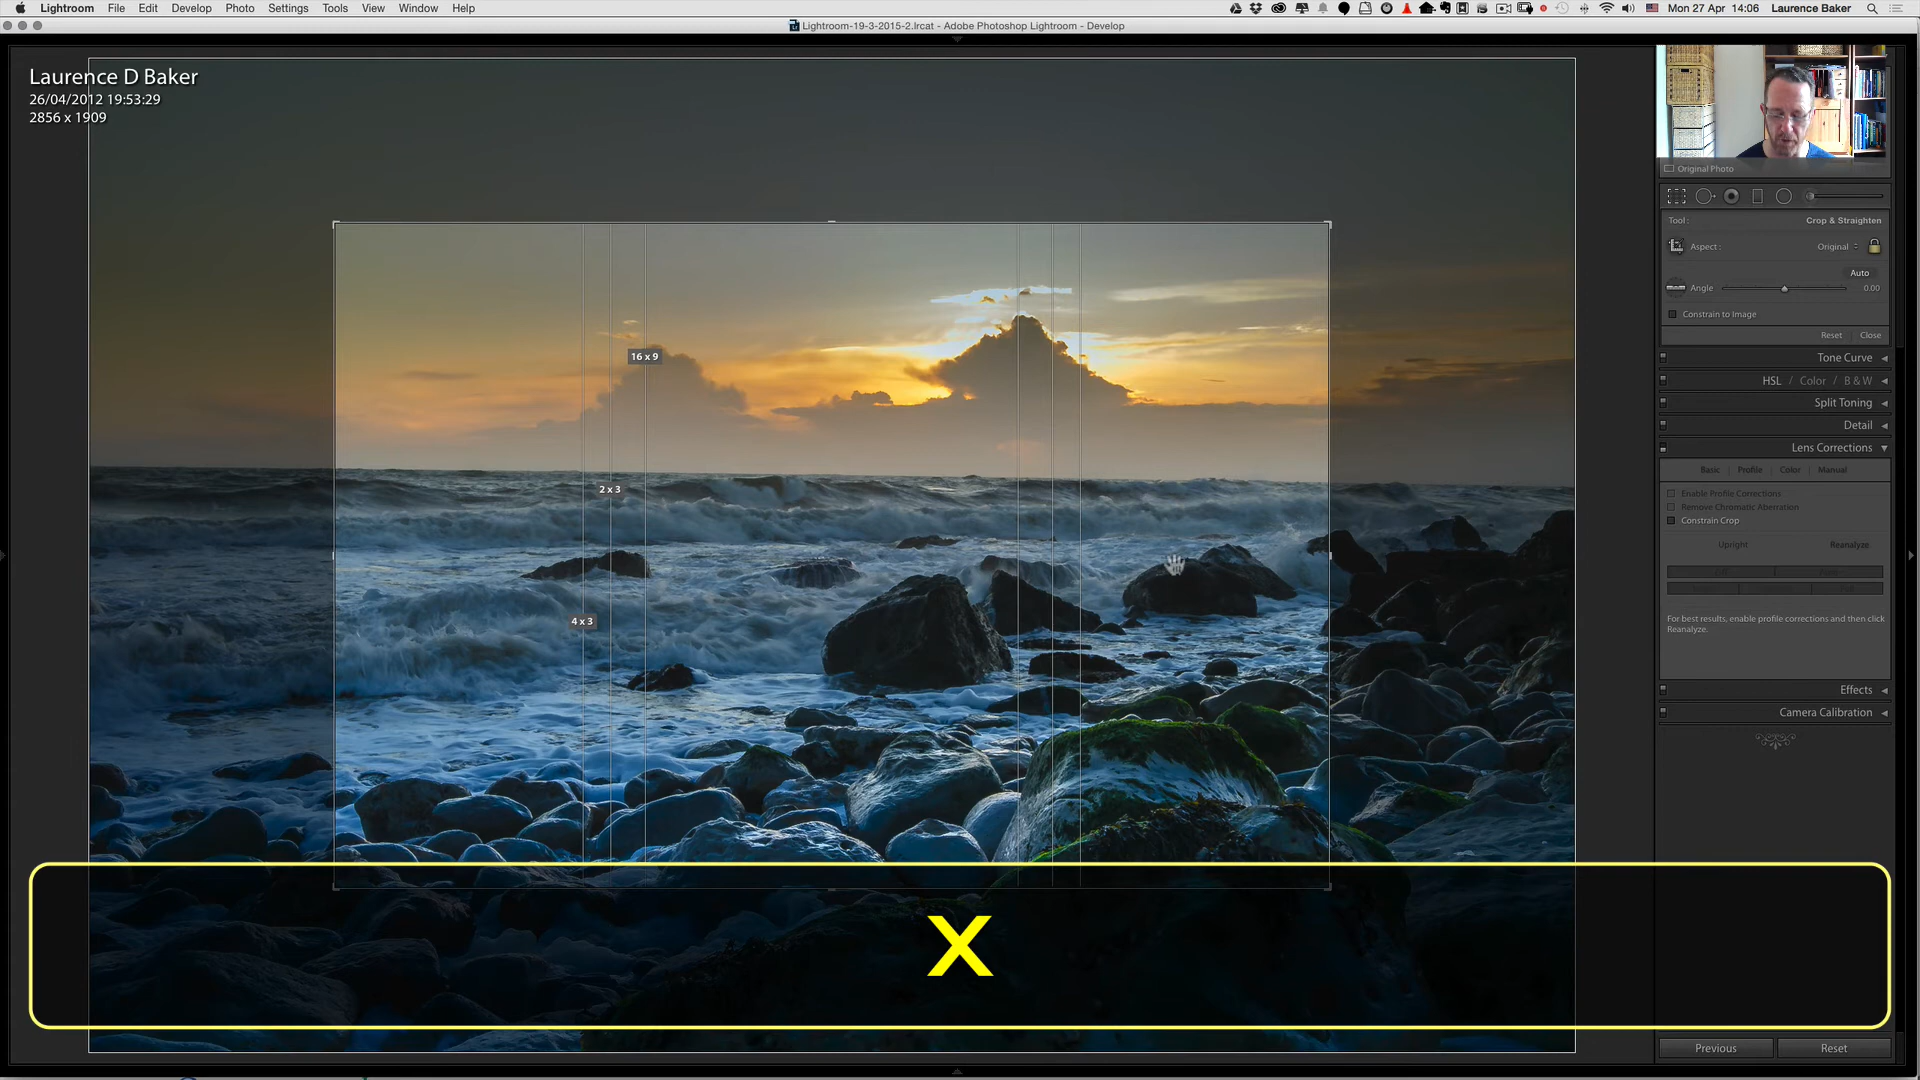 Lightroom File Edit Develop Photo Settings Tools View Window Help
Mon 27 Apr 14:06 Laurence Baker
Lightroom-19-3-2015-2.lrcat - Adobe Photoshop Lightroom - Develop
Laurence D Baker
26/04/2012 19:53:29
2856 x 1909
Original Photo
Tool : Crop & Straighten
Aspect : Original
Auto
Angle 0.00
Constrain to Image
Reset Close
Tone Curve
HSL / Color / B & W
Split Toning
Detail
Lens Corrections
Basic Profile Color Manual
Enable Profile Corrections
Remove Chromatic Aberration
Constrain Crop
Upright Reanalyze
For best results, enable profile corrections and then click
Reanalyze.
Effects
Camera Calibration
16 x 9
2 x 3
4 x 3
X
Previous Reset